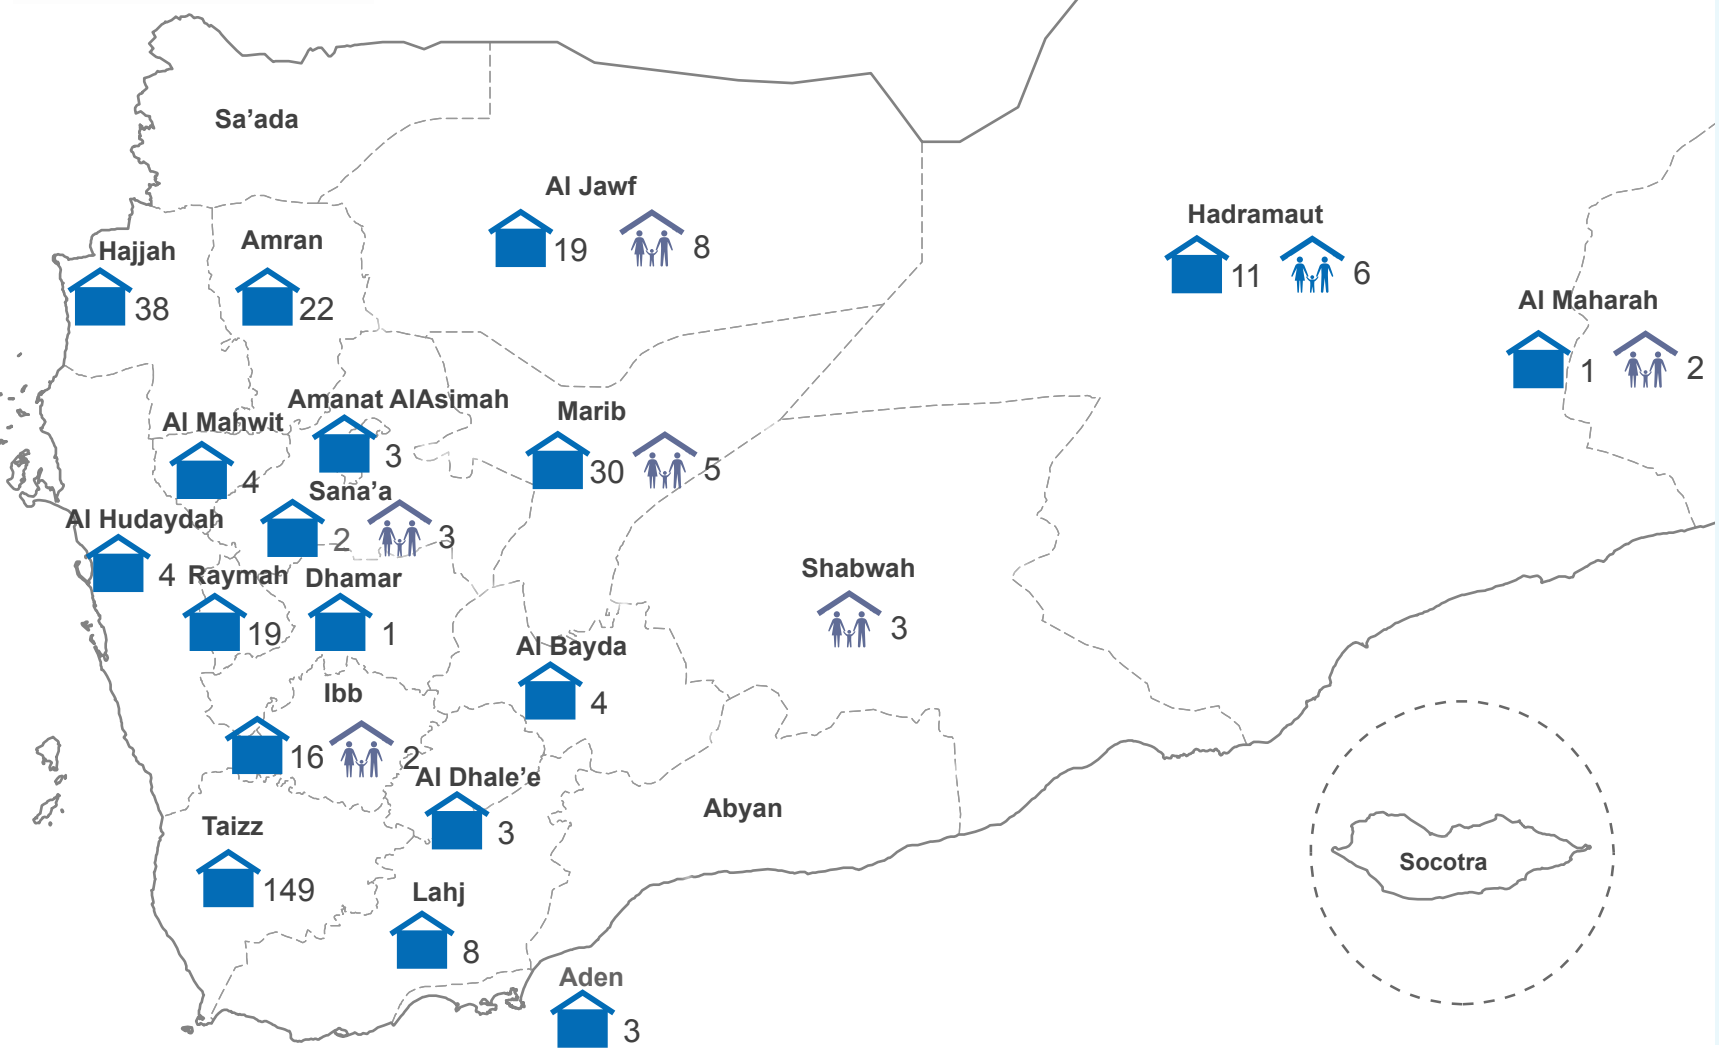 Sa’ada
Al Jawf
19
8
Hadramaut
11
6
Hajjah
38
Amran
22
Al Maharah
1
2
Amanat AlAsimah
3
Marib
30
5
Al Mahwit
4
Sana’a
2
3
Al Hudaydah
4
Raymah
19
Dhamar
1
Shabwah
3
Al Bayda
4
Ibb
16
2
Al Dhale’e
3
Abyan
Taizz
149
Socotra
Lahj
8
Aden
3